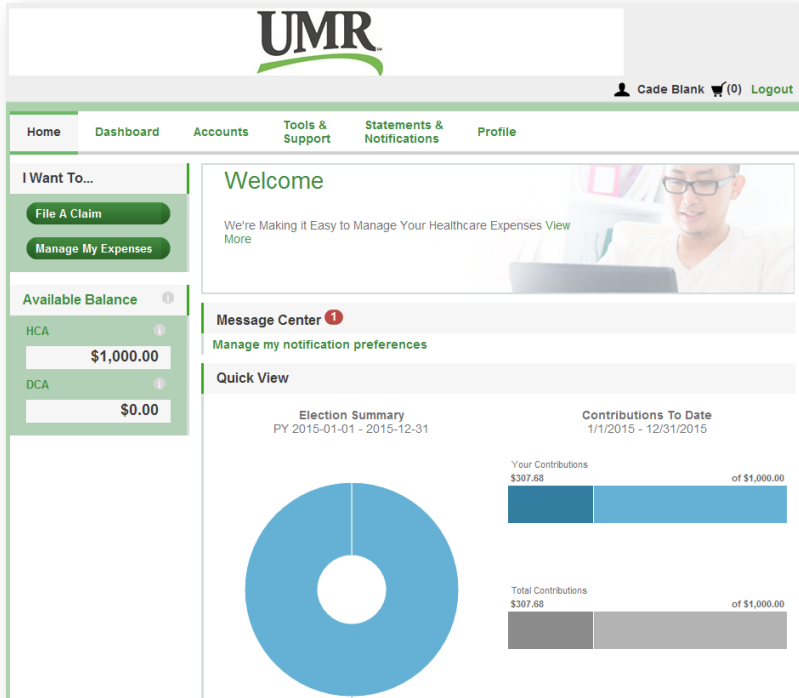 UMR
Cade Blank (0) Logout
Home Dashboard Accounts Tools & Support Statements & Notifications Profile
I Want To...
File A Claim
Manage My Expenses
Available Balance
HCA
$1,000.00
DCA
$0.00
Welcome
We're Making it Easy to Manage Your Healthcare Expenses View
More
Message Center 1
Manage my notification preferences
Quick View
Election Summary
PY 2015-01-01 - 2015-12-31
Contributions To Date
1/1/2015 - 12/31/2015
Your Contributions
$307.68 of $1,000.00
Total Contributions
$307.68 of $1,000.00